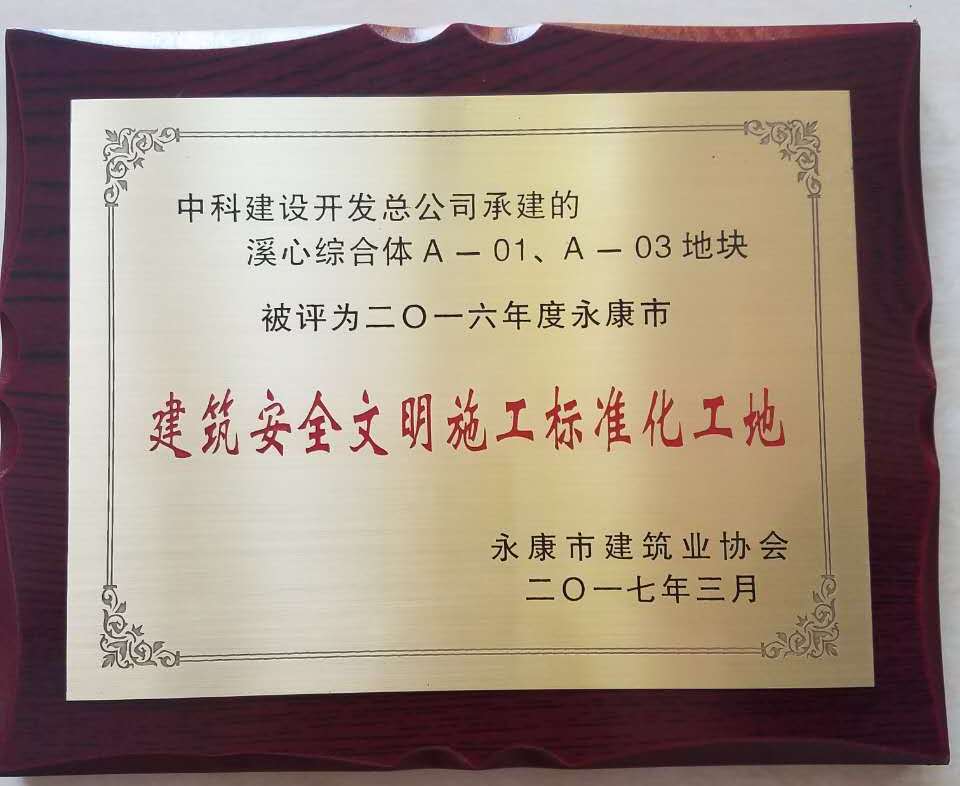 中科建设开发总公司承建的
溪心综合体A－01、A－03地块
被评为二〇一六年度永康市
建筑安全文明施工标准化工地
永康市建筑业协会
二〇一七年三月